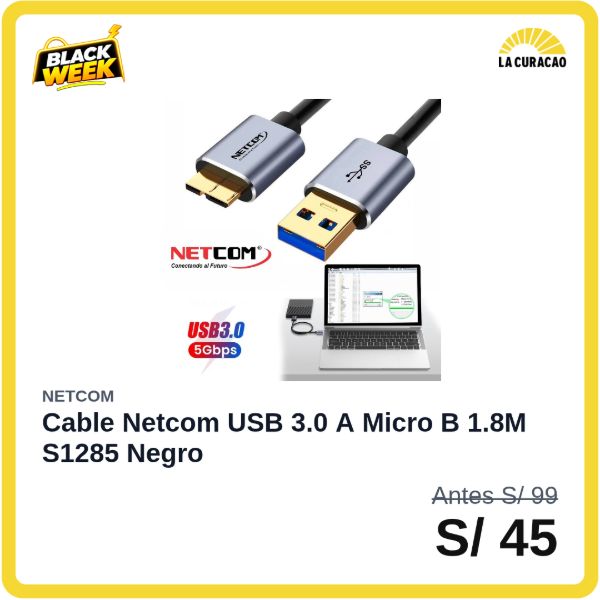 BLACK
WEEK
LA CURACAO
NETCOM
SS
NETCOM®
Conectando al Futuro
USB3.0
5Gbps
NETCOM
Cable Netcom USB 3.0 A Micro B 1.8M
S1285 Negro
Antes S/ 99
S/ 45